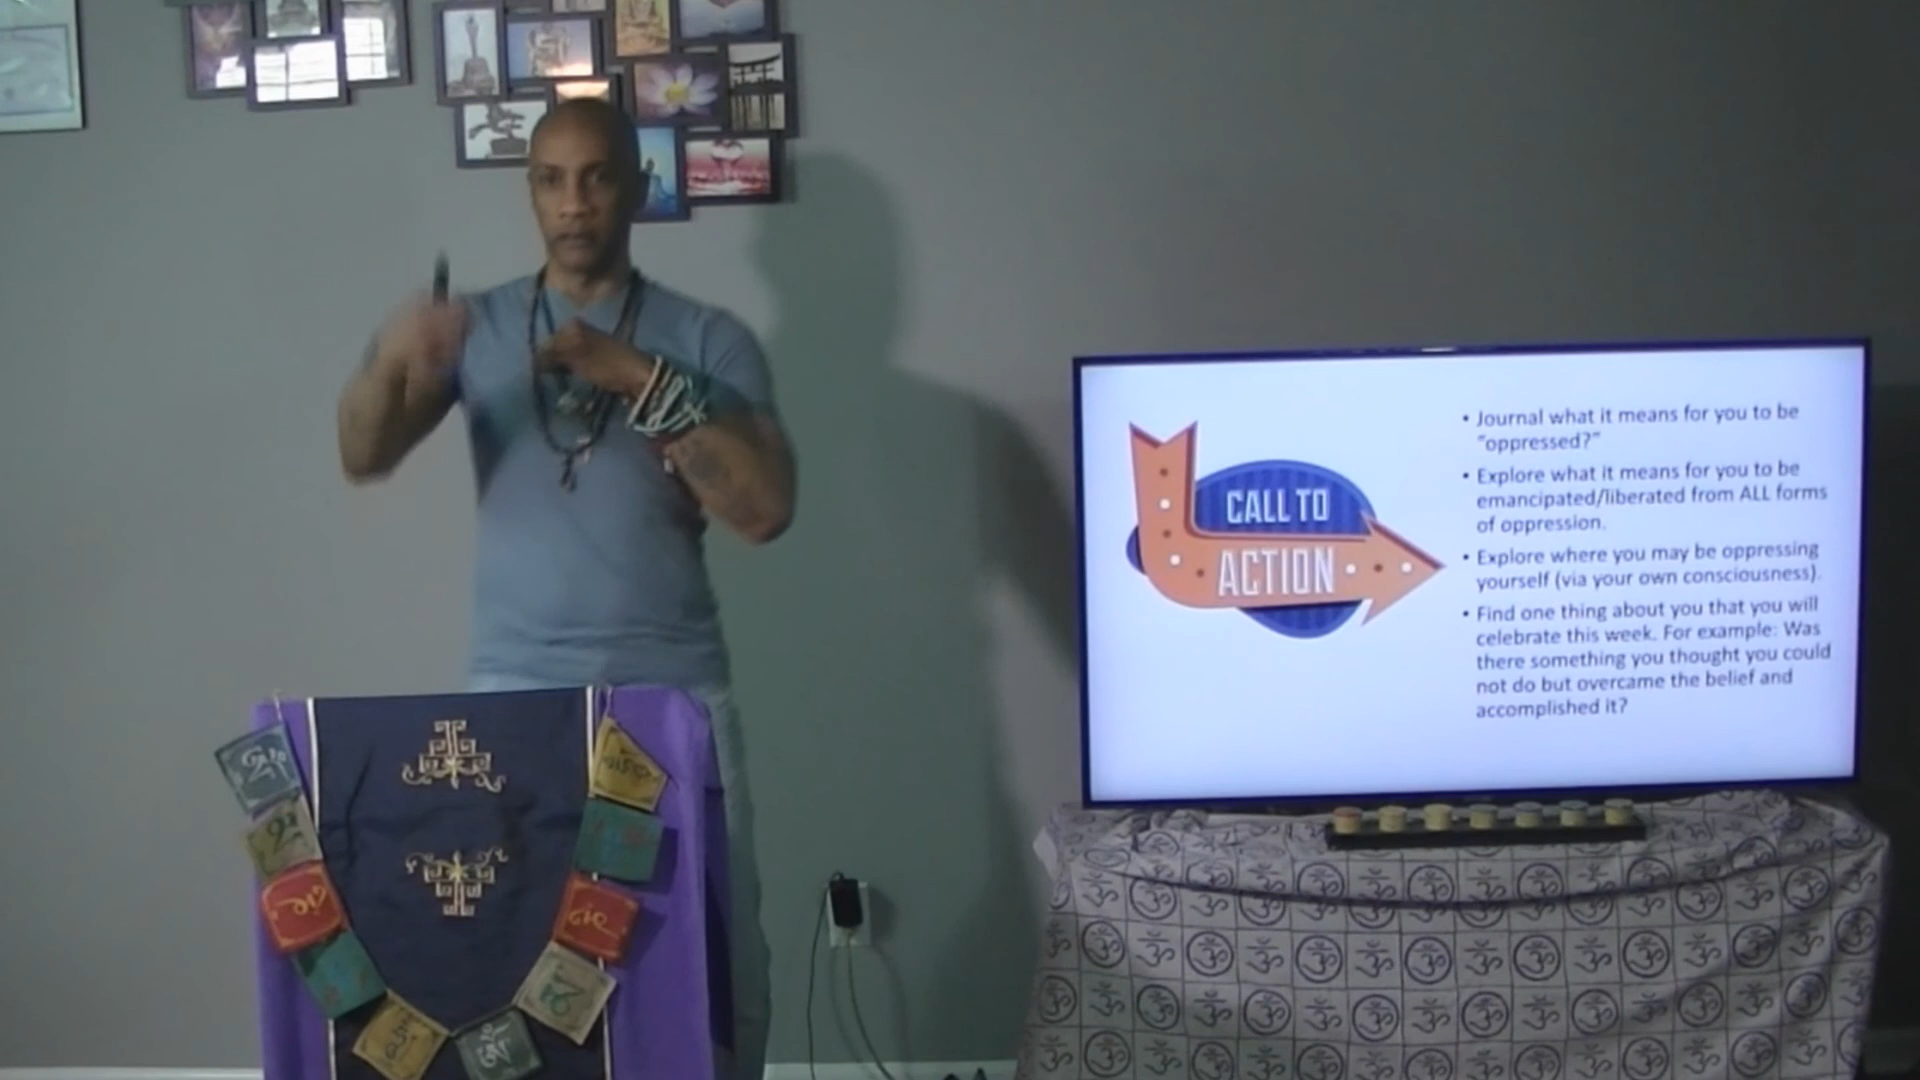 CALL TO
ACTION
• Journal what it means for you to be
"oppressed?"
• Explore what it means for you to be
emancipated/liberated from ALL forms
of oppression.
• Explore where you may be oppressing
yourself (via your own consciousness).
• Find one thing about you that you will
celebrate this week. For example: Was
there something you thought you could
not do but overcame the belief and
accomplished it?
ॐ